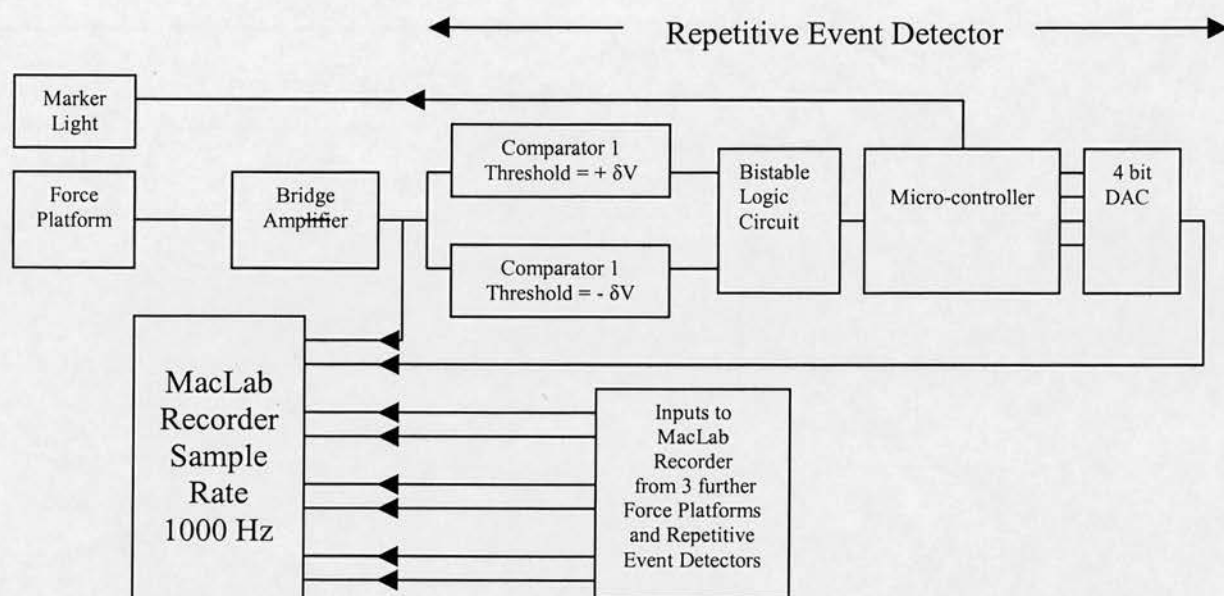 Repetitive Event Detector
Marker
Light
Force
Platform
Bridge
Amplifier
Comparator 1
Threshold = + δV
Comparator 1
Threshold = - δV
Bistable
Logic
Circuit
Micro-controller
4 bit
DAC
MacLab
Recorder
Sample
Rate
1000 Hz
Inputs to
MacLab
Recorder
from 3 further
Force Platforms
and Repetitive
Event Detectors